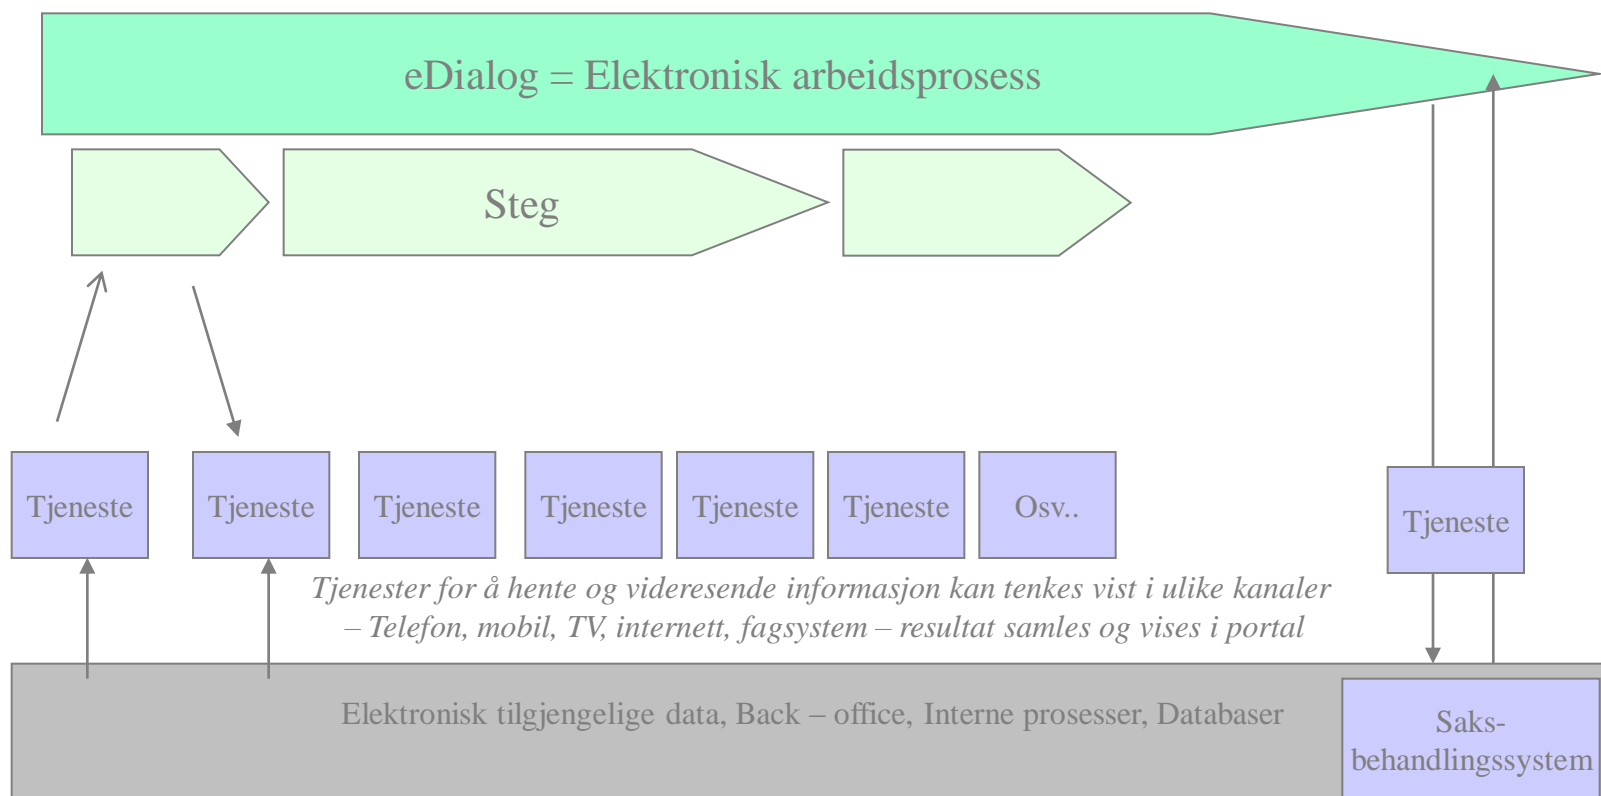 eDialog = Elektronisk arbeidsprosess
Steg
Tjeneste
Tjeneste
Tjeneste
Tjeneste
Tjeneste
Tjeneste
Osv..
Tjeneste
Tjenester for å hente og videresende informasjon kan tenkes vist i ulike kanaler
– Telefon, mobil, TV, internett, fagsystem – resultat samles og vises i portal
Elektronisk tilgjengelige data, Back – office, Interne prosesser, Databaser
Saks-
behandlingssystem